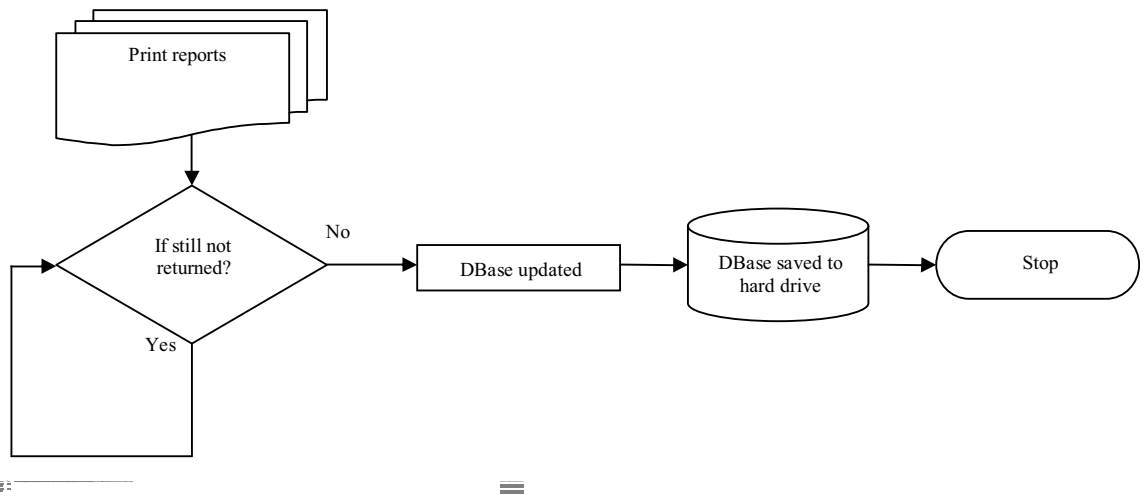 Print reports
If still not
returned?
No
Yes
DBase updated
DBase saved to
hard drive
Stop